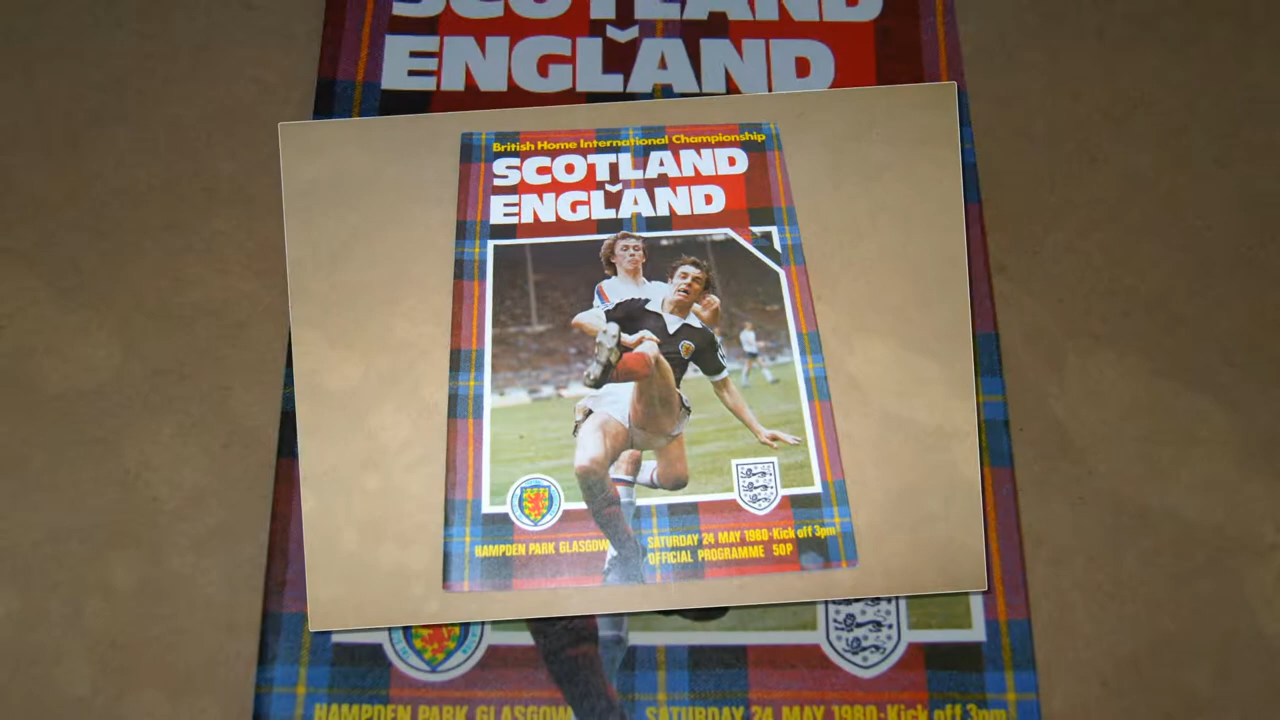 SCOTLAND
v
ENGLAND
British Home International Championship
SCOTLAND
v
ENGLAND
HAMPDEN PARK GLASGOW
SATURDAY 24 MAY 1980·Kick off 3pm
OFFICIAL PROGRAMME 50P
HAMPDEN PARK GLASGOW
SATURDAY 24 MAY 1980·Kick off 3pm